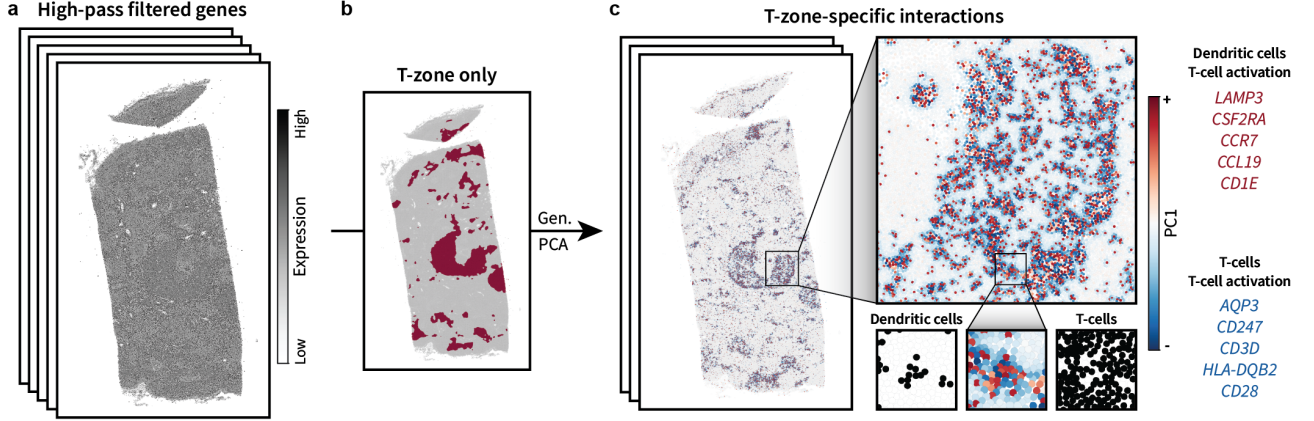 a
High-pass filtered genes
High
Expression
Low
b
T-zone only
Gen.
PCA
c
T-zone-specific interactions
Dendritic cells
T-cells
+
PC1
-
Dendritic cells
T-cell activation
LAMP3
CSF2RA
CCR7
CCL19
CD1E
T-cells
T-cell activation
AQP3
CD247
CD3D
HLA-DQB2
CD28